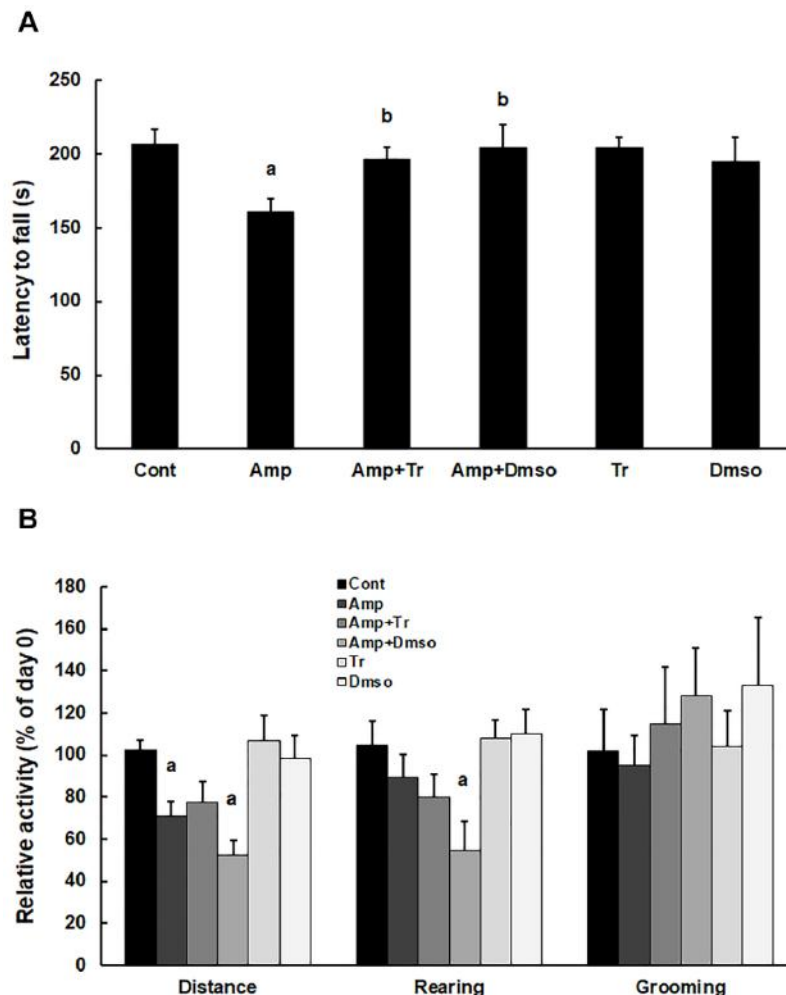 A
Latency to fall (s)
250
200
150
100
50
0
a
b
b
Cont Amp Amp+Tr Amp+Dmso Tr Dmso
B
Relative activity (% of day 0)
180
160
140
120
100
80
60
40
20
0
Cont
Amp
Amp+Tr
Amp+Dmso
Tr
Dmso
a
a
a
Distance Rearing Grooming